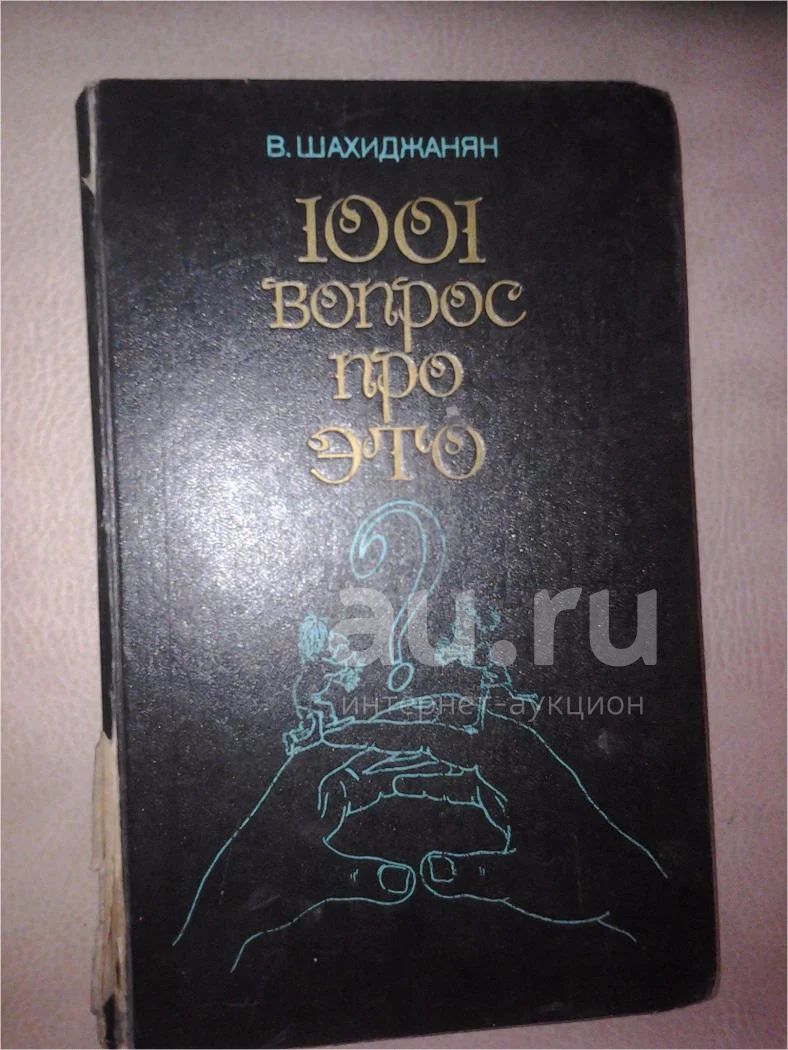 В. ШАХИДЖАНЯН
1001
ВОПРОС
ПРО
ЭТО
?
au.ru
интернет-аукцион